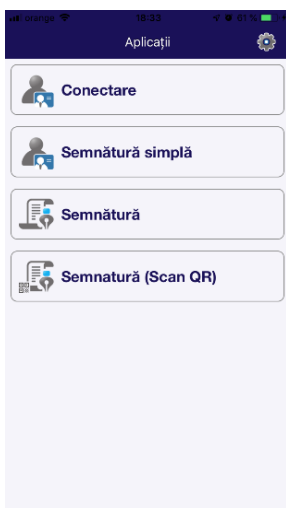 orange 18:33 61%
Aplicații
Conectare
Semnătură simplă
Semnătură
Semnatură (Scan QR)